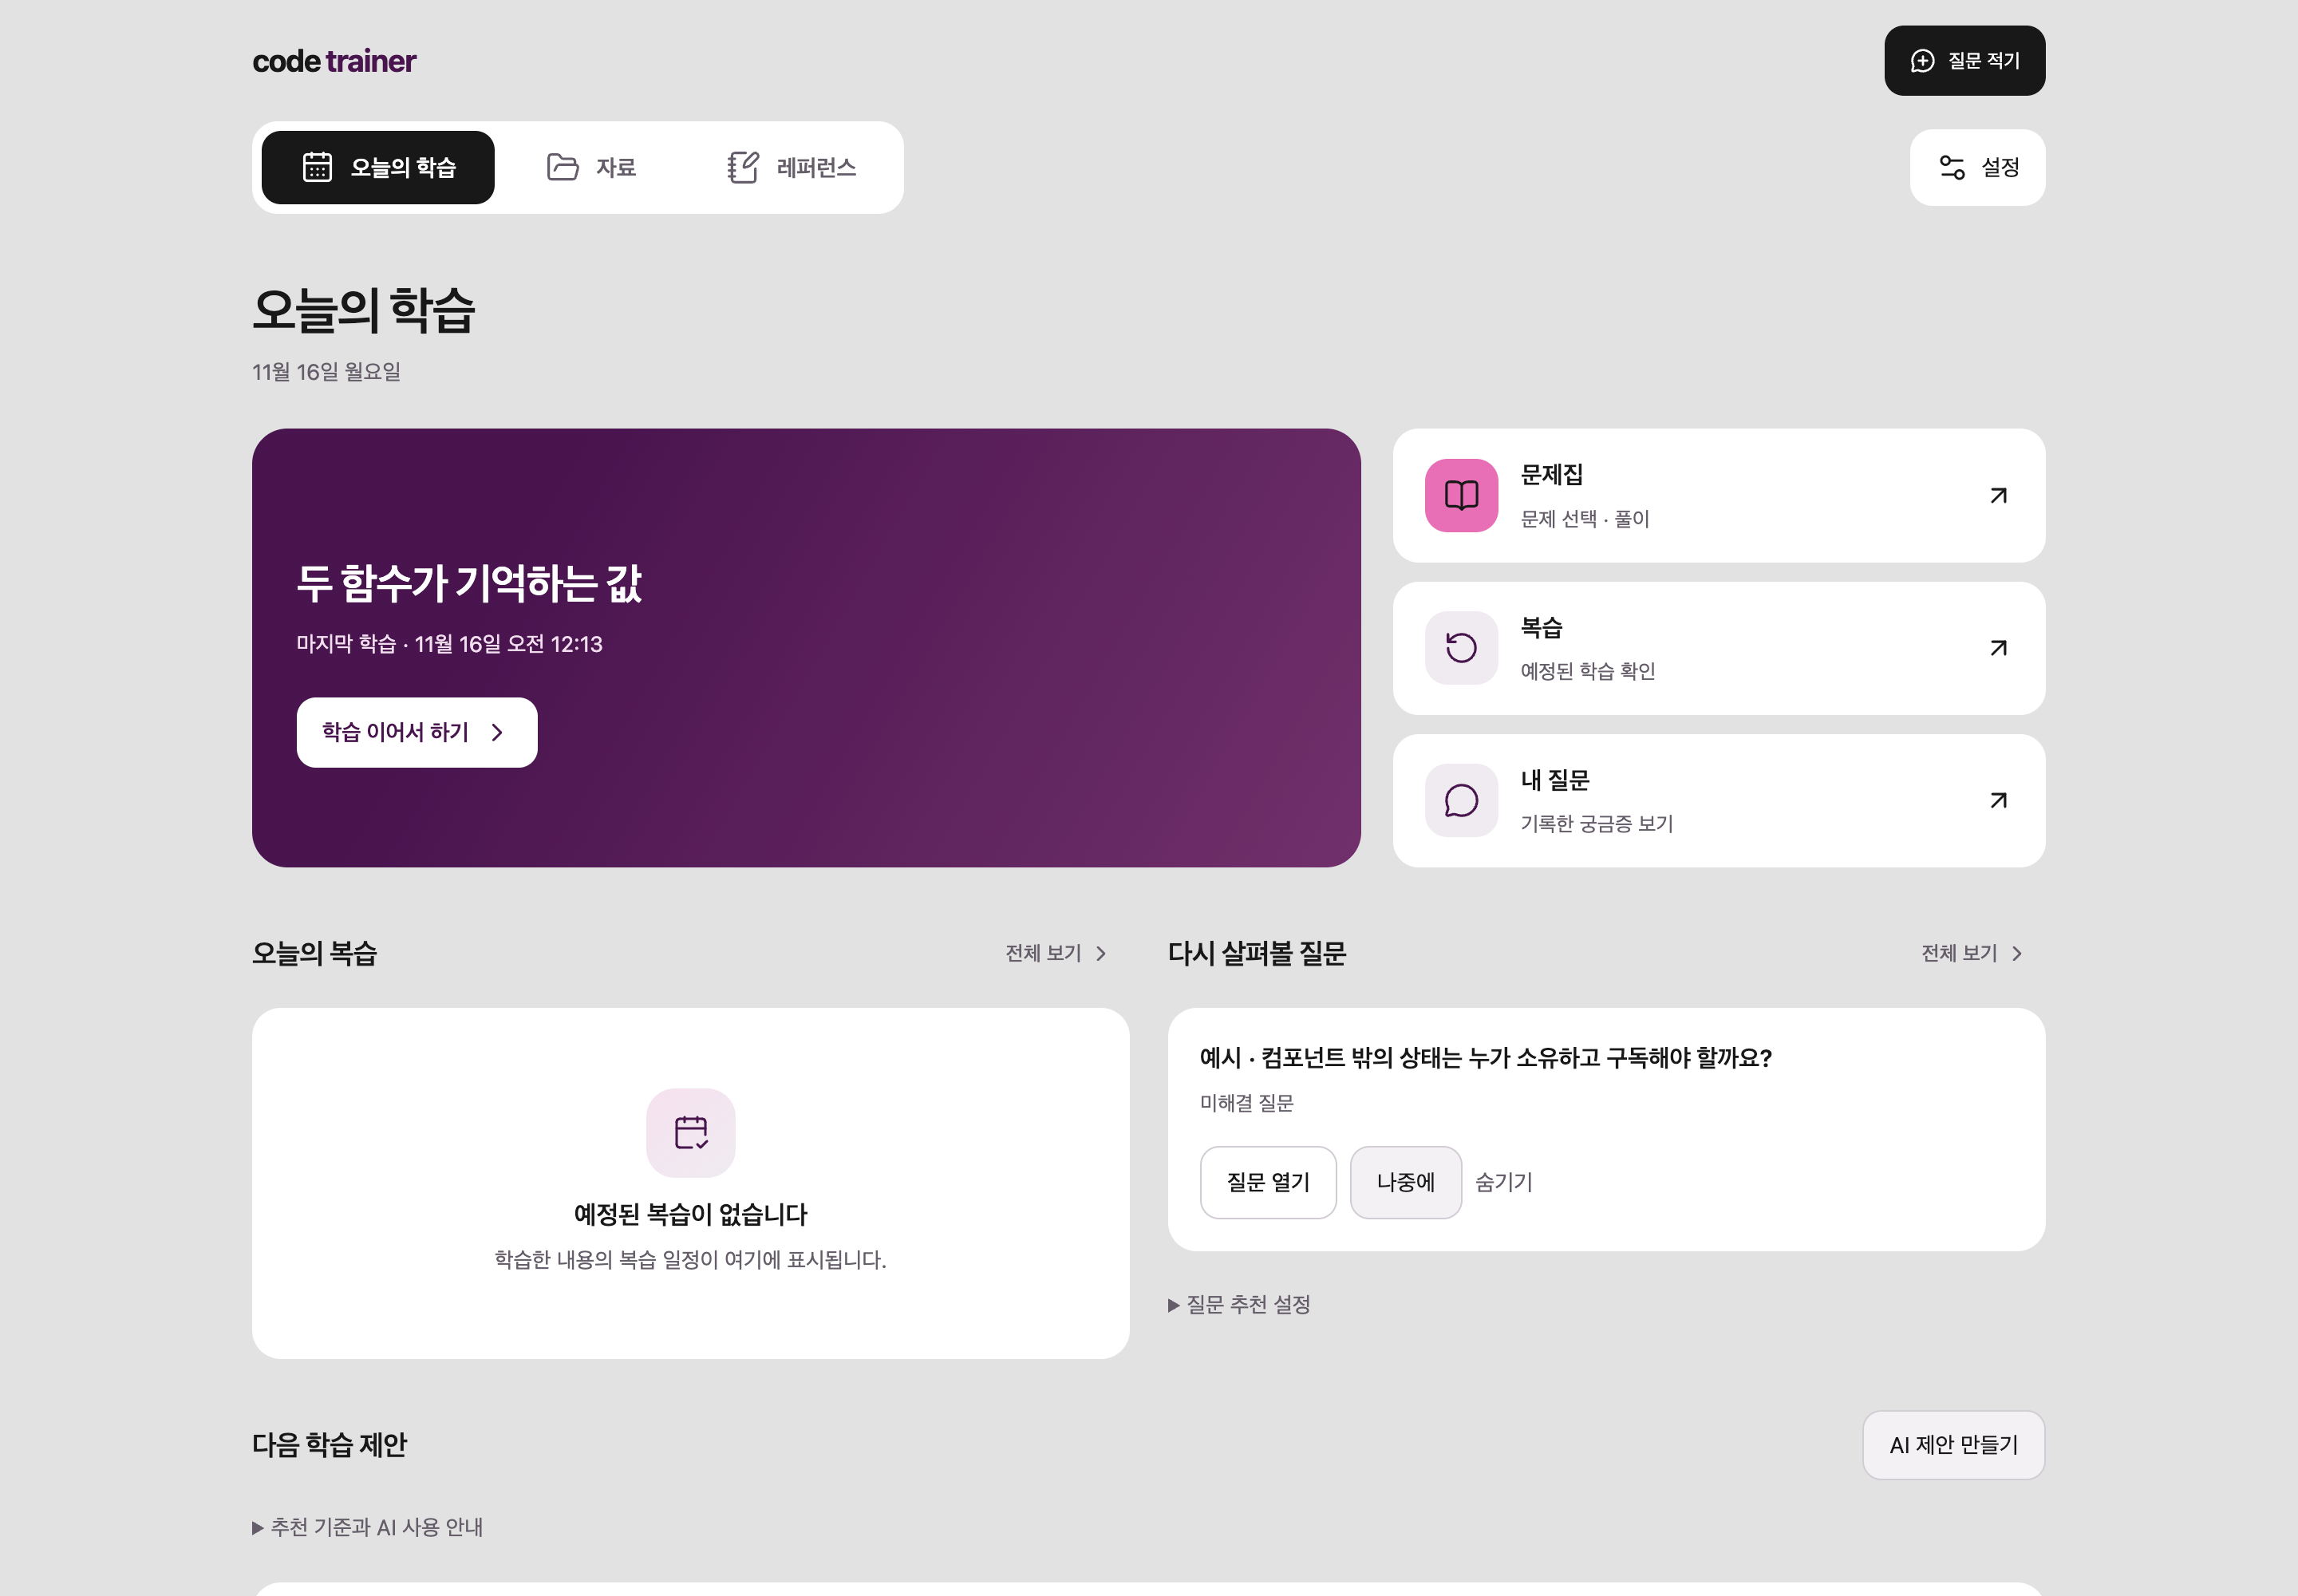 code trainer
질문 적기
오늘의 학습
자료
레퍼런스
설정
오늘의 학습
11월 16일 월요일
두 함수가 기억하는 값
마지막 학습 · 11월 16일 오전 12:13
학습 이어서 하기
문제집
문제 선택 · 풀이
복습
예정된 학습 확인
내 질문
기록한 궁금증 보기
오늘의 복습
전체 보기
예정된 복습이 없습니다
학습한 내용의 복습 일정이 여기에 표시됩니다.
다시 살펴볼 질문
전체 보기
예시 · 컴포넌트 밖의 상태는 누가 소유하고 구독해야 할까요?
미해결 질문
질문 열기
나중에
숨기기
질문 추천 설정
다음 학습 제안
AI 제안 만들기
추천 기준과 AI 사용 안내